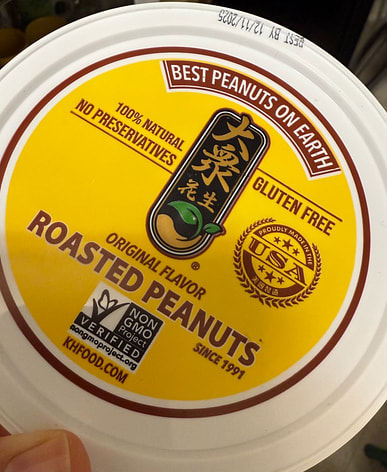 BEST BY 12/11/2025
BEST PEANUTS ON EARTH
100% NATURAL
NO PRESERVATIVES
大眾
花生
®
GLUTEN FREE
PROUDLY MADE IN THE
USA
ORIGINAL FLAVOR
ROASTED PEANUTS
SINCE 1991
NON
GMO
Project
VERIFIED
nongmoproject.org
KHFOOD.COM